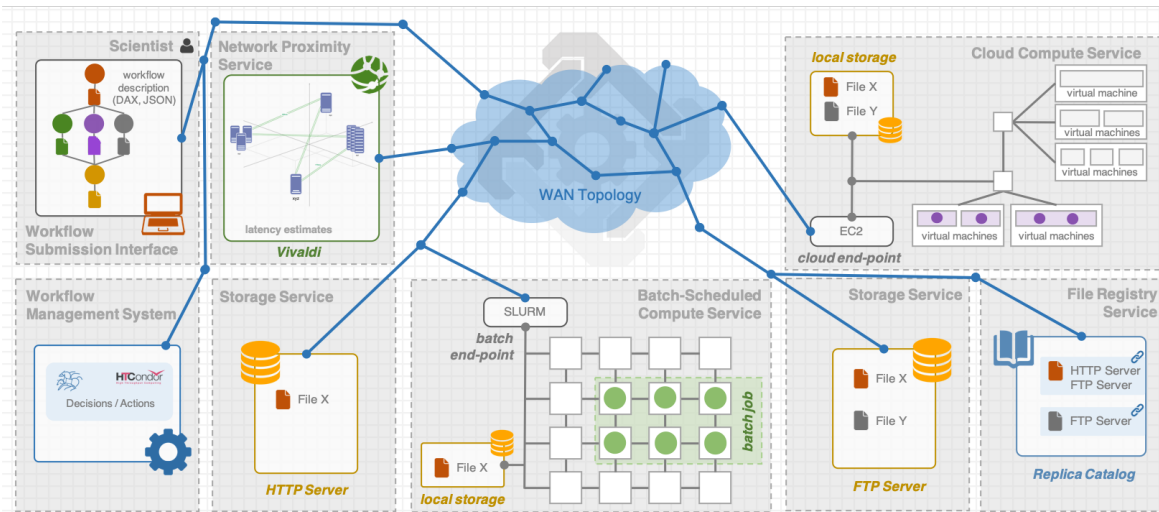 Scientist
workflow
description
(DAX, JSON)
Workflow
Submission Interface
Network Proximity
Service
xyz
latency estimates
Vivaldi
WAN Topology
Cloud Compute Service
local storage
File X
File Y
virtual machine
virtual machines
virtual machines
EC2
virtual machines
virtual machines
cloud end-point
Workflow
Management System
HTCondor
Decisions / Actions
Storage Service
File X
HTTP Server
Batch-Scheduled
Compute Service
SLURM
batch
end-point
batch job
File X
local storage
Storage Service
File X
File Y
FTP Server
File Registry
Service
HTTP Server
FTP Server
FTP Server
Replica Catalog